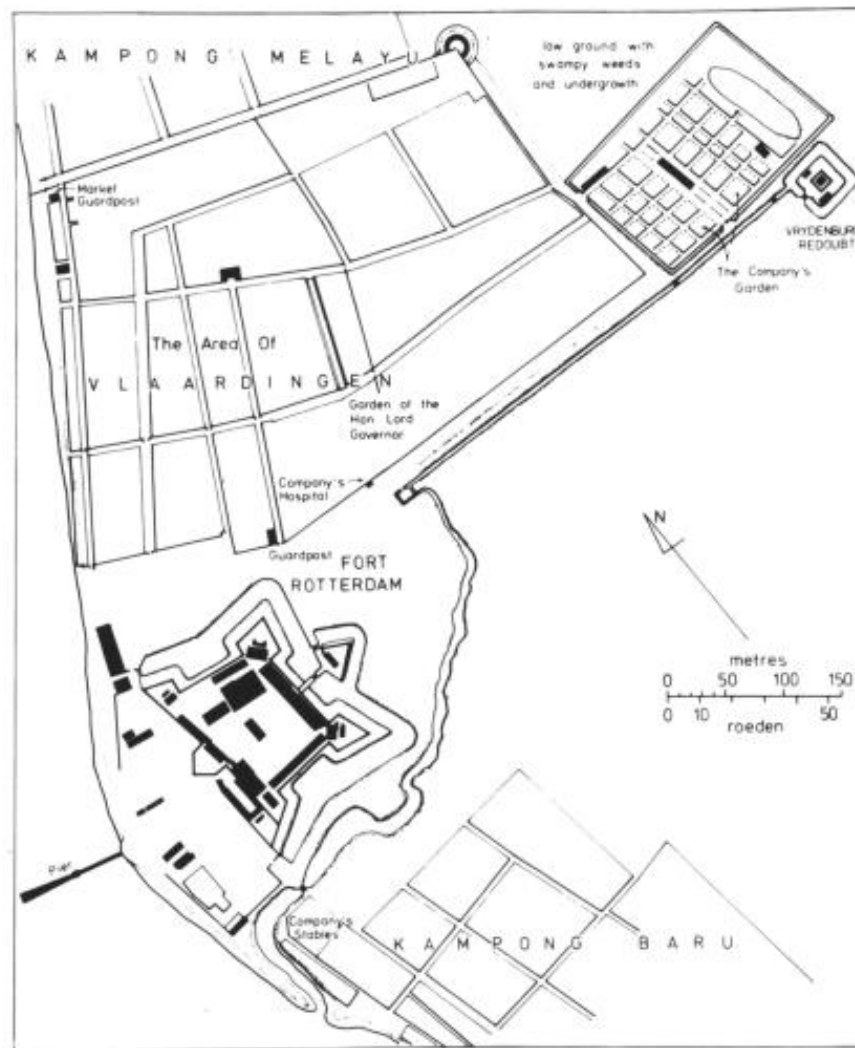 KAMPONG MELAYU
low ground with
swampy weeds
and undergrowth
Market
Guardpost
VRYDENBURG
REDOUBT
The Company's
Garden
The Area Of
VLAARDINGEN
Garden of the
Hon Lord
Governor
Company's
Hospital
Guardpost
FORT
ROTTERDAM
N
metres
0 50 100 150
0 10 50
roeden
Pier
Company's
Stables
KAMPONG BARU